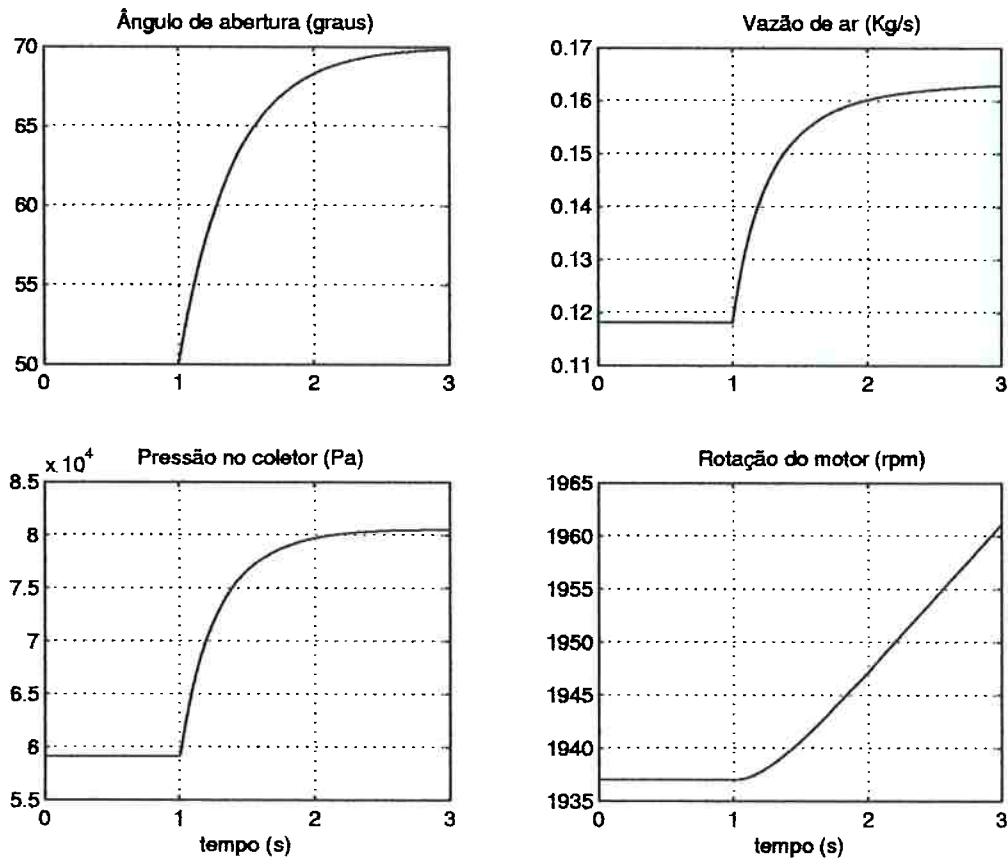 Ângulo de abertura (graus)
70
65
60
55
50
0 1 2 3
Vazão de ar (Kg/s)
0.17
0.16
0.15
0.14
0.13
0.12
0.11
0 1 2 3
Pressão no coletor (Pa)
x 10^4
8.5
8
7.5
7
6.5
6
5.5
0 1 2 3
tempo (s)
Rotação do motor (rpm)
1965
1960
1955
1950
1945
1940
1935
0 1 2 3
tempo (s)